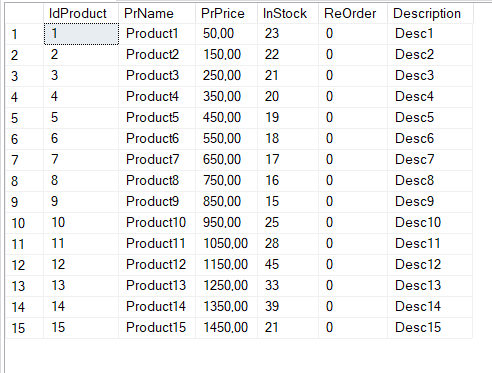 IdProduct PrName PrPrice InStock ReOrder Description
1 1 Product1 50,00 23 0 Desc1
2 2 Product2 150,00 22 0 Desc2
3 3 Product3 250,00 21 0 Desc3
4 4 Product4 350,00 20 0 Desc4
5 5 Product5 450,00 19 0 Desc5
6 6 Product6 550,00 18 0 Desc6
7 7 Product7 650,00 17 0 Desc7
8 8 Product8 750,00 16 0 Desc8
9 9 Product9 850,00 15 0 Desc9
10 10 Product10 950,00 25 0 Desc10
11 11 Product11 1050,00 28 0 Desc11
12 12 Product12 1150,00 45 0 Desc12
13 13 Product13 1250,00 33 0 Desc13
14 14 Product14 1350,00 39 0 Desc14
15 15 Product15 1450,00 21 0 Desc15